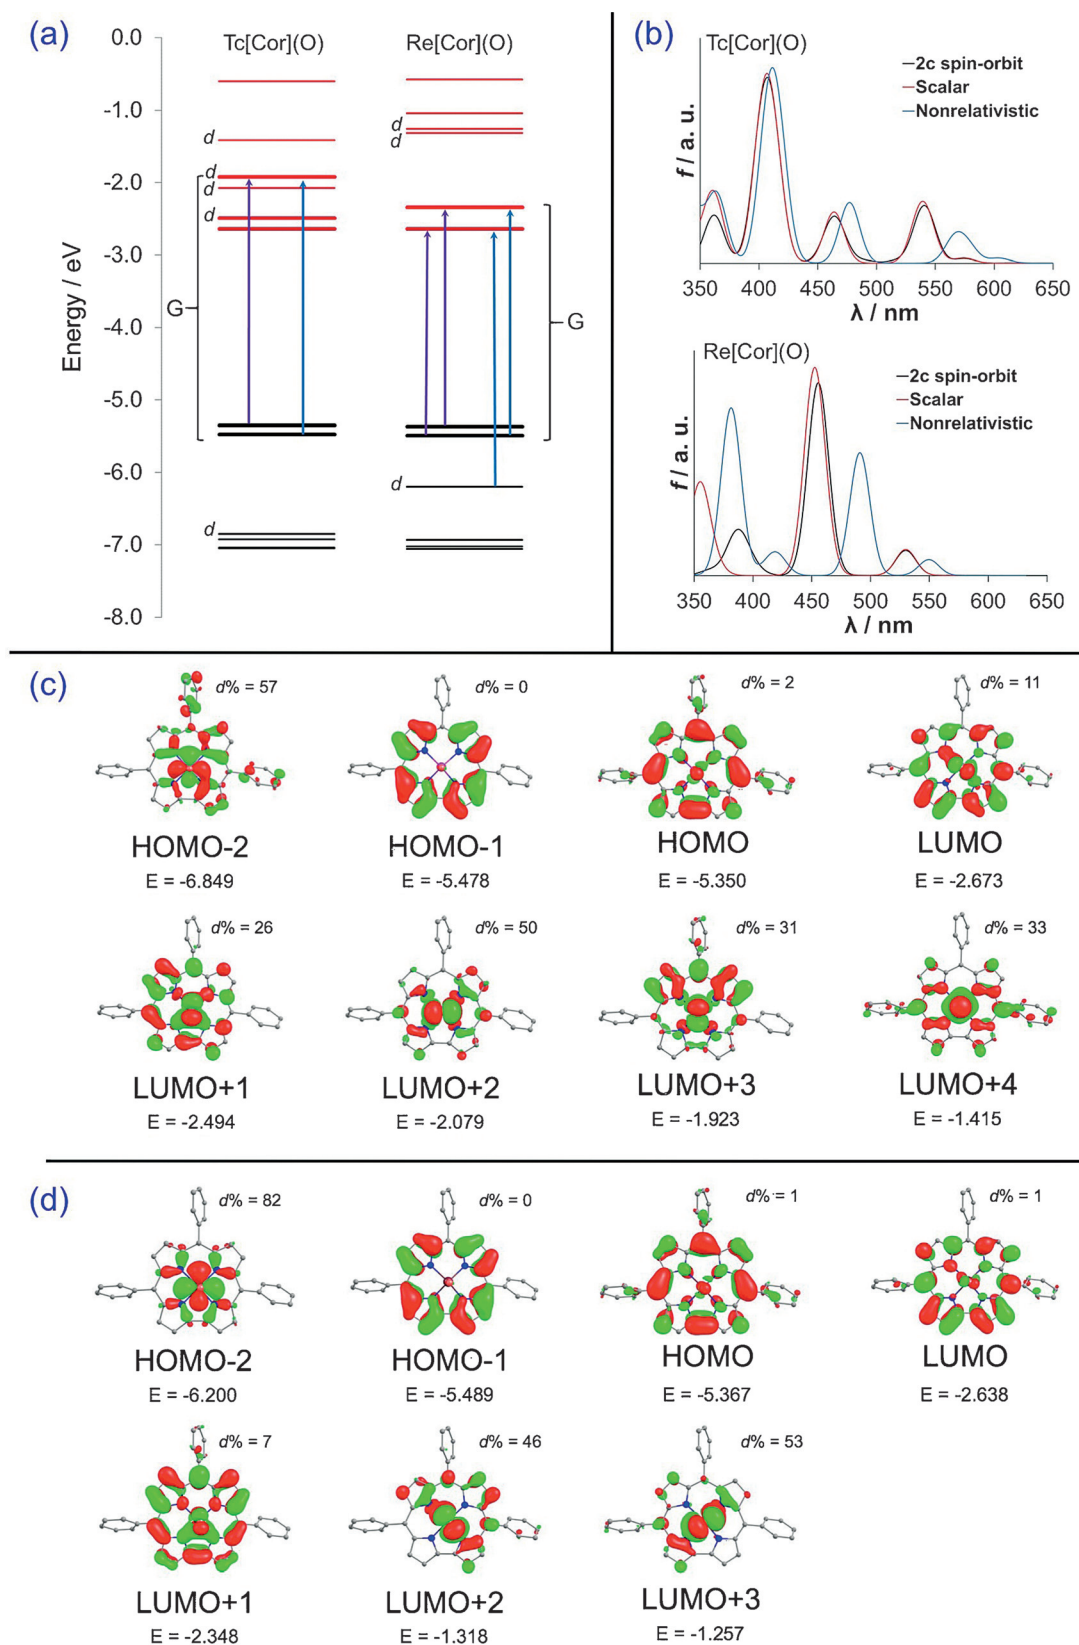 (a)
Tc[Cor](O) Re[Cor](O)
0.0
-1.0
-2.0
-3.0
-4.0
-5.0
-6.0
-7.0
-8.0
Energy / eV
d
d
d
d
d
G
d
d
d
G
(b)
Tc[Cor](O)
2c spin-orbit
Scalar
Nonrelativistic
f / a. u.
350 400 450 500 550 600 650
λ / nm
Re[Cor](O)
2c spin-orbit
Scalar
Nonrelativistic
f / a. u.
350 400 450 500 550 600 650
λ / nm
(c)
d% = 57 d% = 0 d% = 2 d% = 11
HOMO-2 HOMO-1 HOMO LUMO
E = -6.849 E = -5.478 E = -5.350 E = -2.673
d% = 26 d% = 50 d% = 31 d% = 33
LUMO+1 LUMO+2 LUMO+3 LUMO+4
E = -2.494 E = -2.079 E = -1.923 E = -1.415
(d)
d% = 82 d% = 0 d% = 1 d% = 1
HOMO-2 HOMO-1 HOMO LUMO
E = -6.200 E = -5.489 E = -5.367 E = -2.638
d% = 7 d% = 46 d% = 53
LUMO+1 LUMO+2 LUMO+3
E = -2.348 E = -1.318 E = -1.257